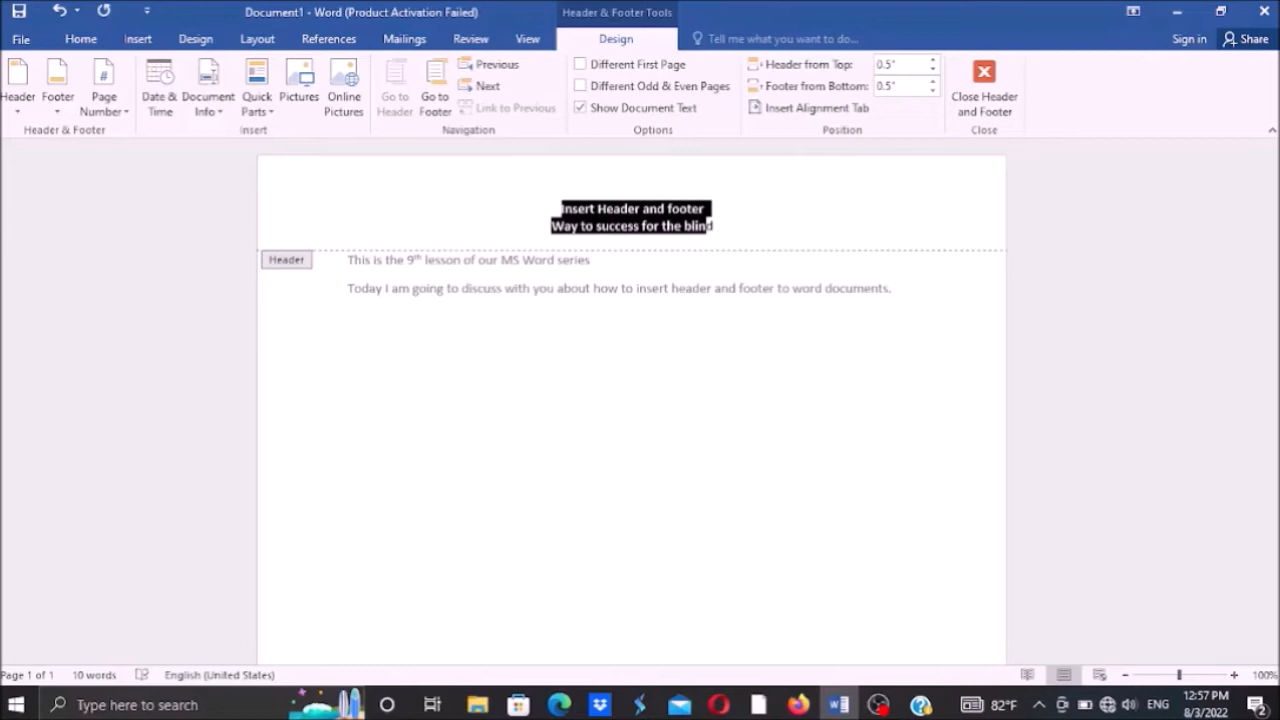 Document1 - Word (Product Activation Failed)
Header & Footer Tools
File Home Insert Design Layout References Mailings Review View Design Tell me what you want to do... Sign in Share
Header
Footer
Page Number
Header & Footer
Date & Time
Document Info
Quick Parts
Pictures
Online Pictures
Insert
Go to Header
Go to Footer
Previous
Next
Link to Previous
Navigation
Different First Page
Different Odd & Even Pages
Show Document Text
Options
Header from Top: 0.5"
Footer from Bottom: 0.5"
Insert Alignment Tab
Position
Close Header and Footer
Close
Insert Header and footer
Way to success for the blind
Header
This is the 9th lesson of our MS Word series
Today I am going to discuss with you about how to insert header and footer to word documents.
Page 1 of 1 10 words English (United States) 100%
Type here to search
82°F
ENG
12:57 PM
8/3/2022
2